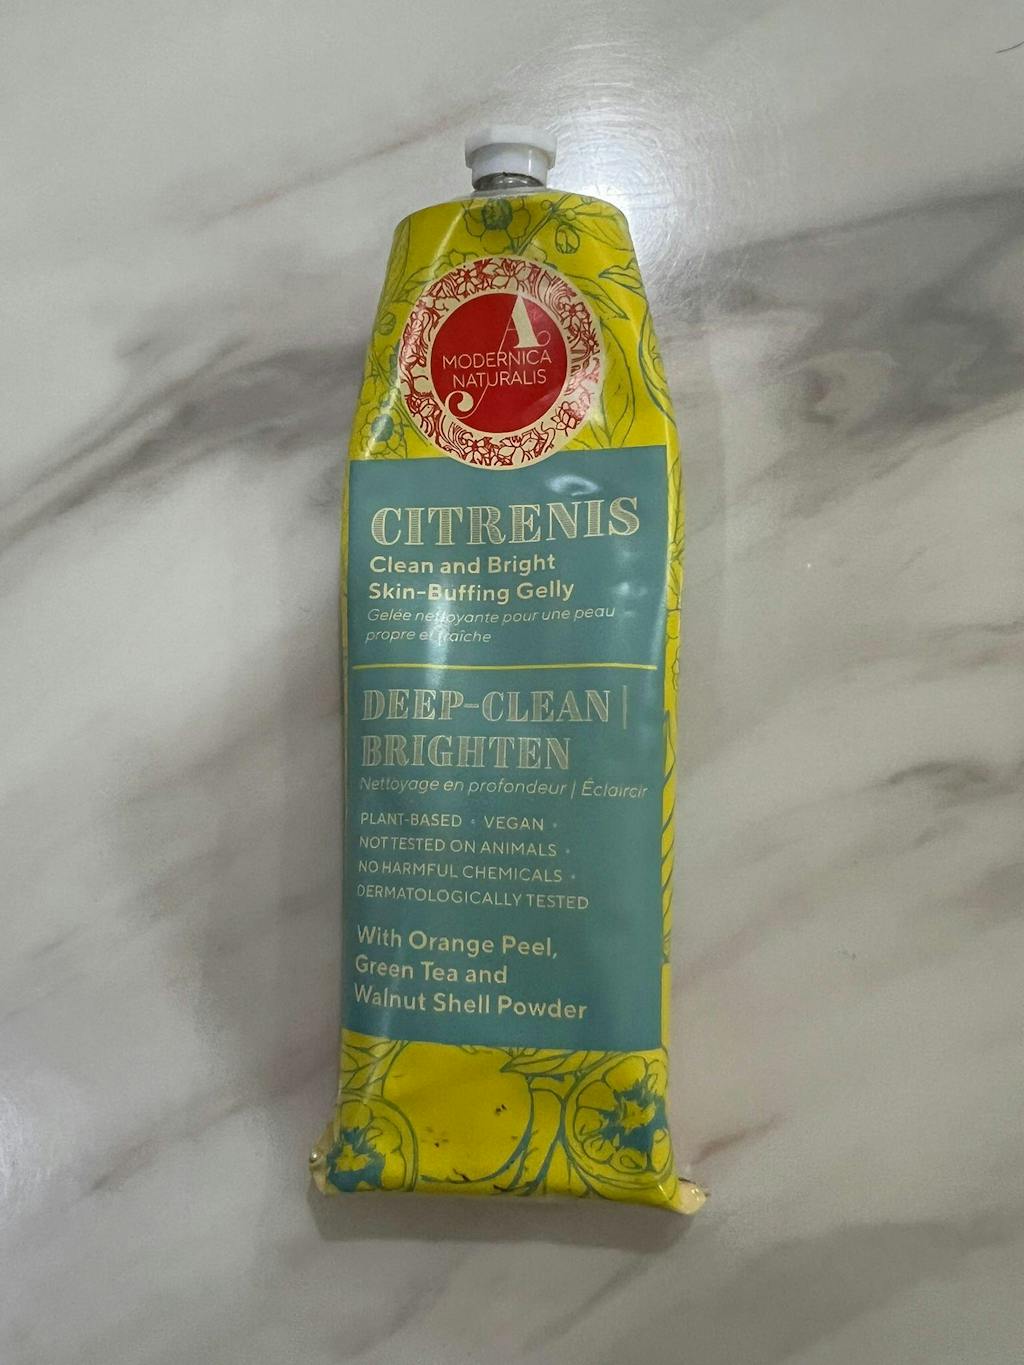 A
MODERNICA
NATURALIS
CITRENIS
Clean and Bright
Skin-Buffing Gelly
Gelée nettoyante pour une peau
propre et fraîche
DEEP-CLEAN |
BRIGHTEN
Nettoyage en profondeur | Éclaircir
PLANT-BASED • VEGAN •
NOT TESTED ON ANIMALS •
NO HARMFUL CHEMICALS •
DERMATOLOGICALLY TESTED
With Orange Peel,
Green Tea and
Walnut Shell Powder